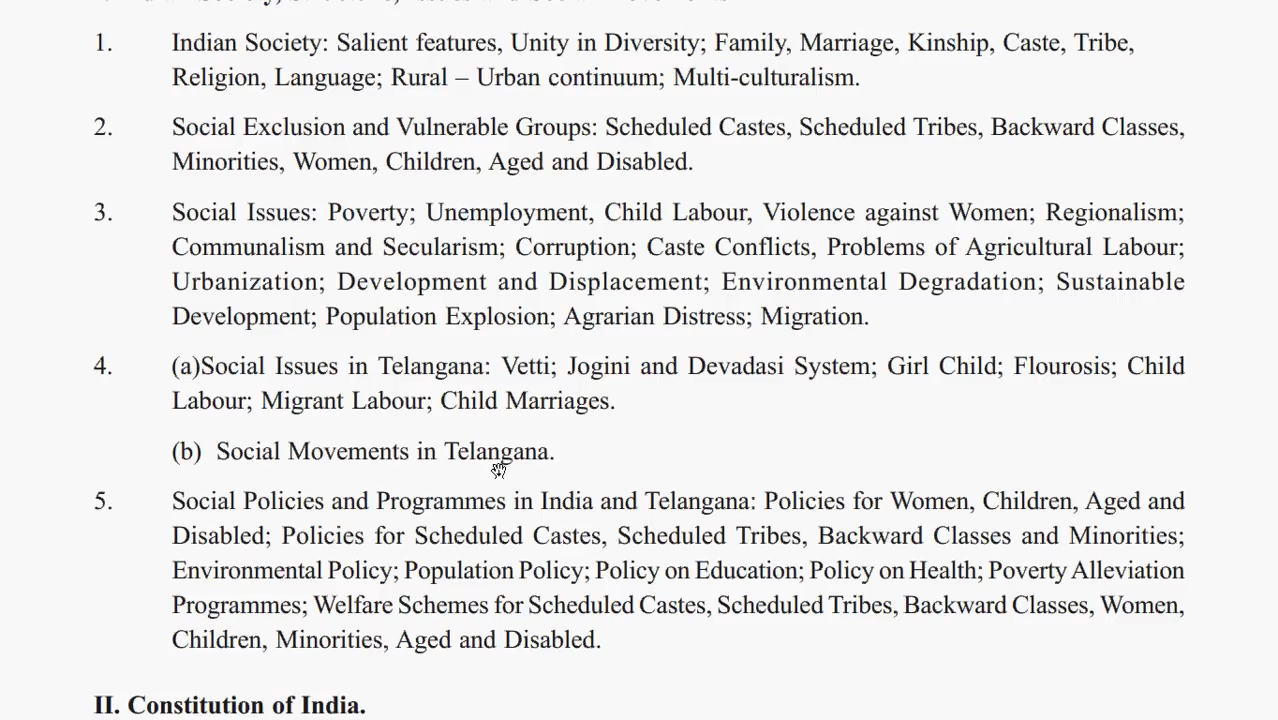 1. Indian Society: Salient features, Unity in Diversity; Family, Marriage, Kinship, Caste, Tribe,
Religion, Language; Rural – Urban continuum; Multi-culturalism.
2. Social Exclusion and Vulnerable Groups: Scheduled Castes, Scheduled Tribes, Backward Classes,
Minorities, Women, Children, Aged and Disabled.
3. Social Issues: Poverty; Unemployment, Child Labour, Violence against Women; Regionalism;
Communalism and Secularism; Corruption; Caste Conflicts, Problems of Agricultural Labour;
Urbanization; Development and Displacement; Environmental Degradation; Sustainable
Development; Population Explosion; Agrarian Distress; Migration.
4. (a)Social Issues in Telangana: Vetti; Jogini and Devadasi System; Girl Child; Flourosis; Child
Labour; Migrant Labour; Child Marriages.
(b) Social Movements in Telangana.
5. Social Policies and Programmes in India and Telangana: Policies for Women, Children, Aged and
Disabled; Policies for Scheduled Castes, Scheduled Tribes, Backward Classes and Minorities;
Environmental Policy; Population Policy; Policy on Education; Policy on Health; Poverty Alleviation
Programmes; Welfare Schemes for Scheduled Castes, Scheduled Tribes, Backward Classes, Women,
Children, Minorities, Aged and Disabled.
II. Constitution of India.